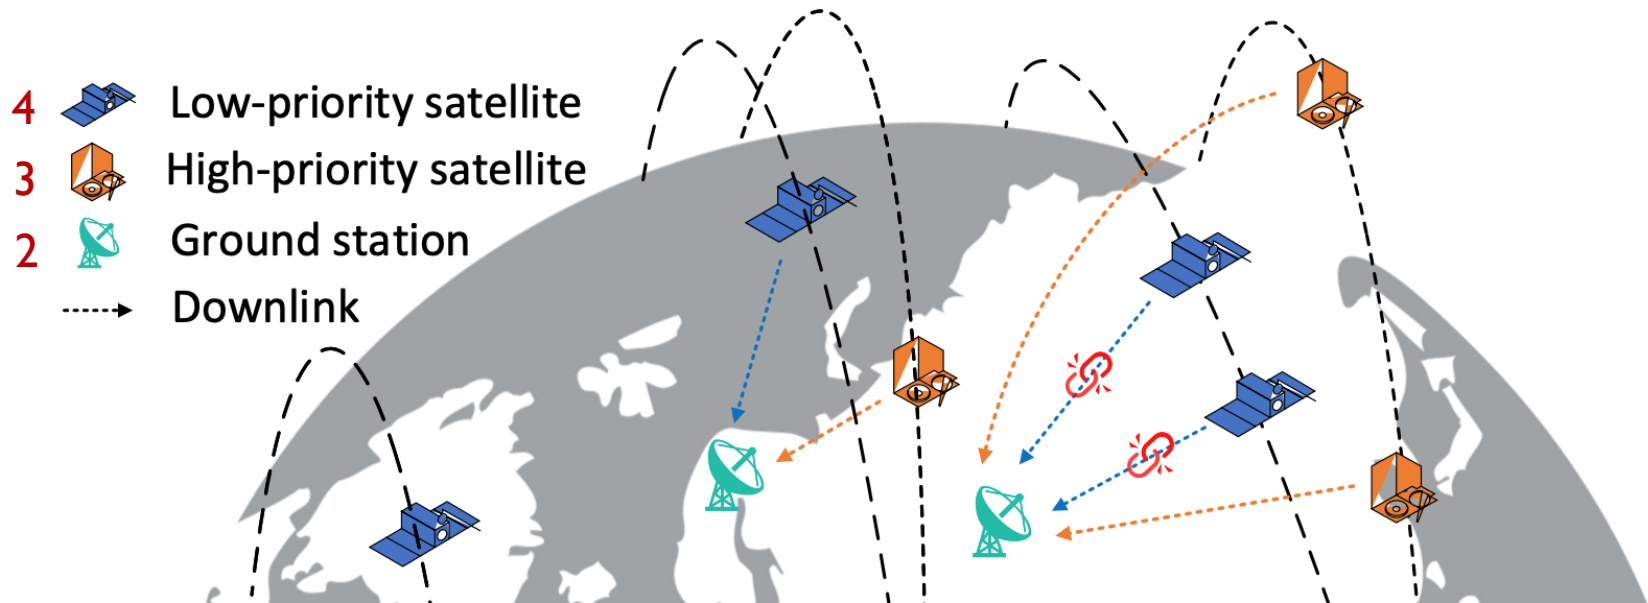 4 Low-priority satellite
3 High-priority satellite
2 Ground station
Downlink